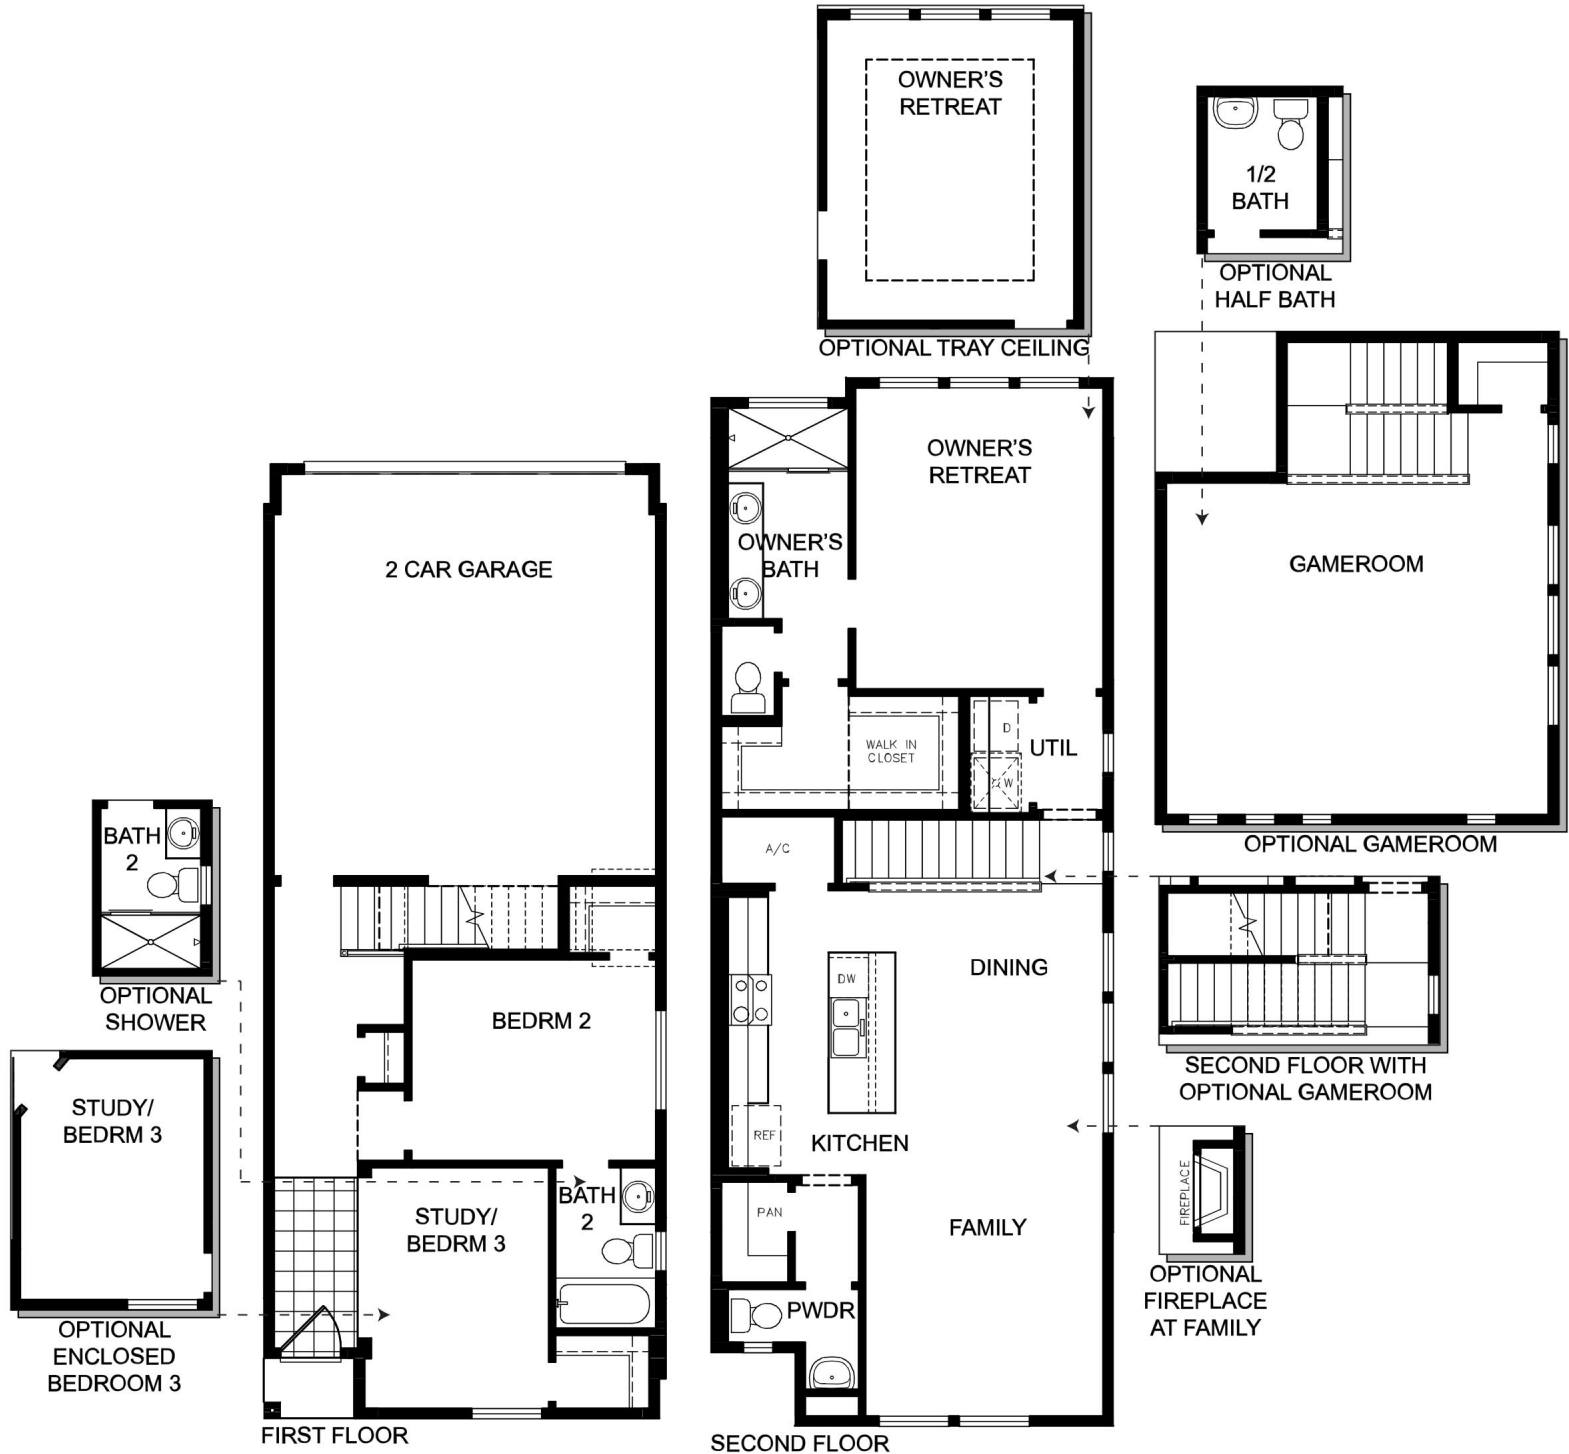 OWNER'S
RETREAT
OPTIONAL TRAY CEILING
1/2
BATH
OPTIONAL
HALF BATH
2 CAR GARAGE
BATH
2
OPTIONAL
SHOWER
STUDY/
BEDRM 3
OPTIONAL
ENCLOSED
BEDROOM 3
BEDRM 2
STUDY/
BEDRM 3
BATH
2
FIRST FLOOR
OWNER'S
RETREAT
OWNER'S
BATH
WALK IN
CLOSET
D
W
UTIL
A/C
DINING
DW
REF
KITCHEN
PAN
FAMILY
PWDR
SECOND FLOOR
GAMEROOM
OPTIONAL GAMEROOM
SECOND FLOOR WITH
OPTIONAL GAMEROOM
FIREPLACE
OPTIONAL
FIREPLACE
AT FAMILY